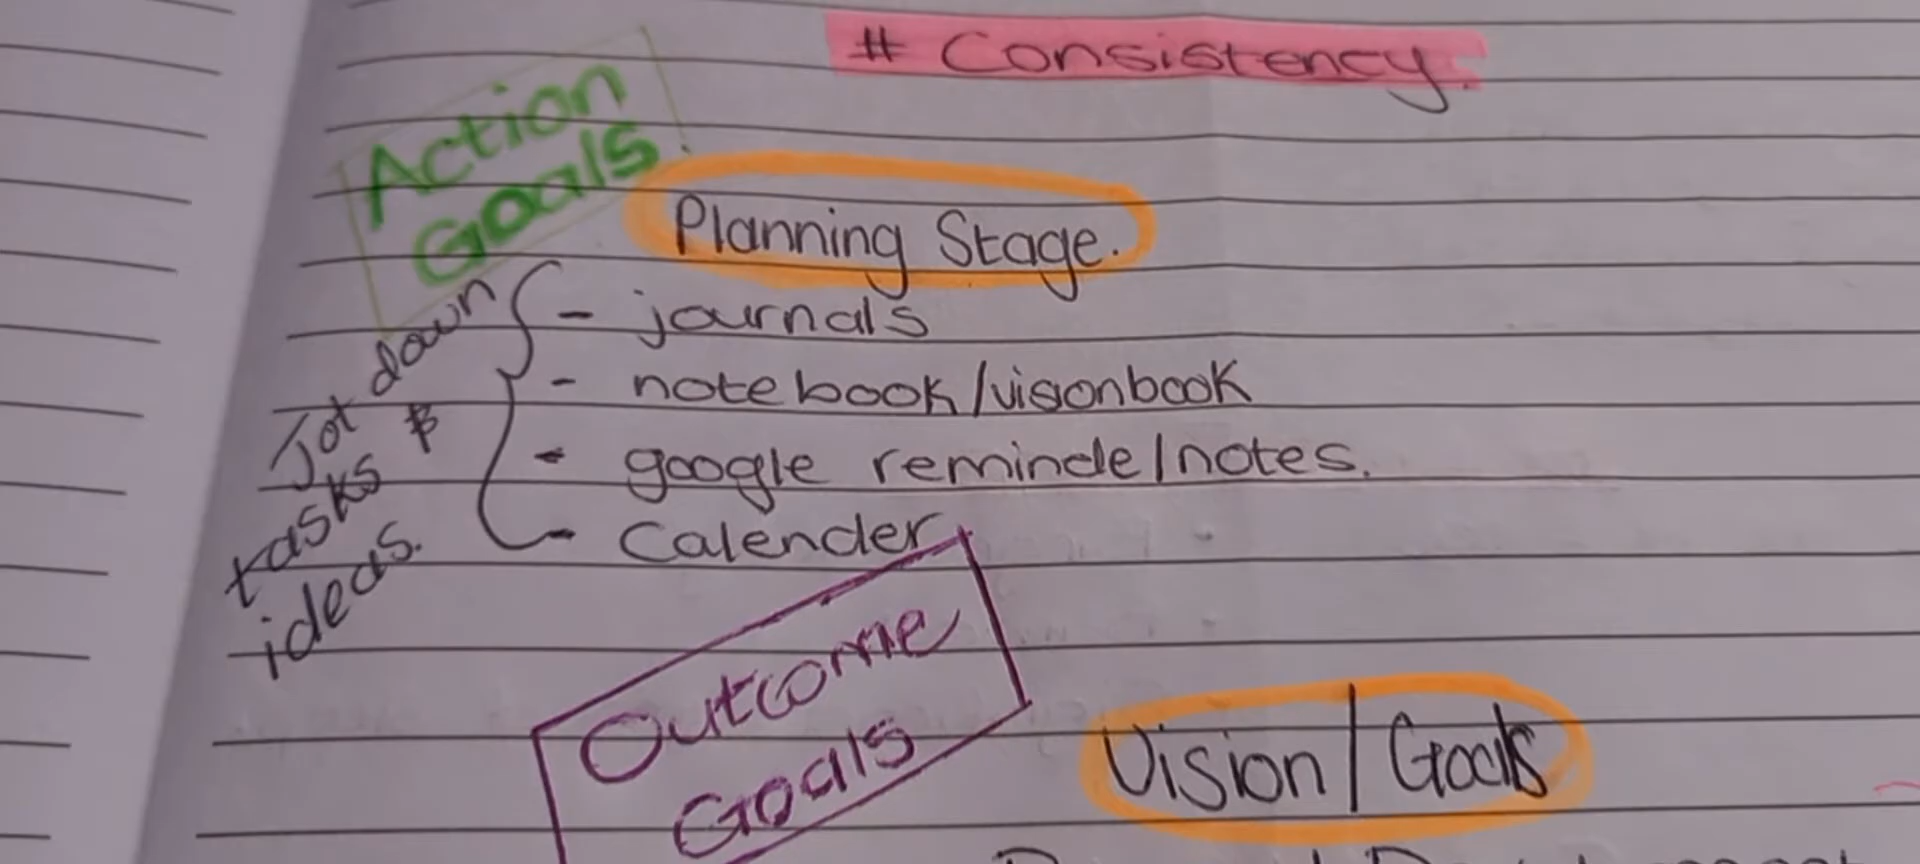 # Consistency.
Action
Goals.
Planning Stage.
- journals
- notebook/visionbook
- google reminde/notes.
- Calender
Jot down
tasks &
ideas.
Outcome
Goals
Vision/Goals